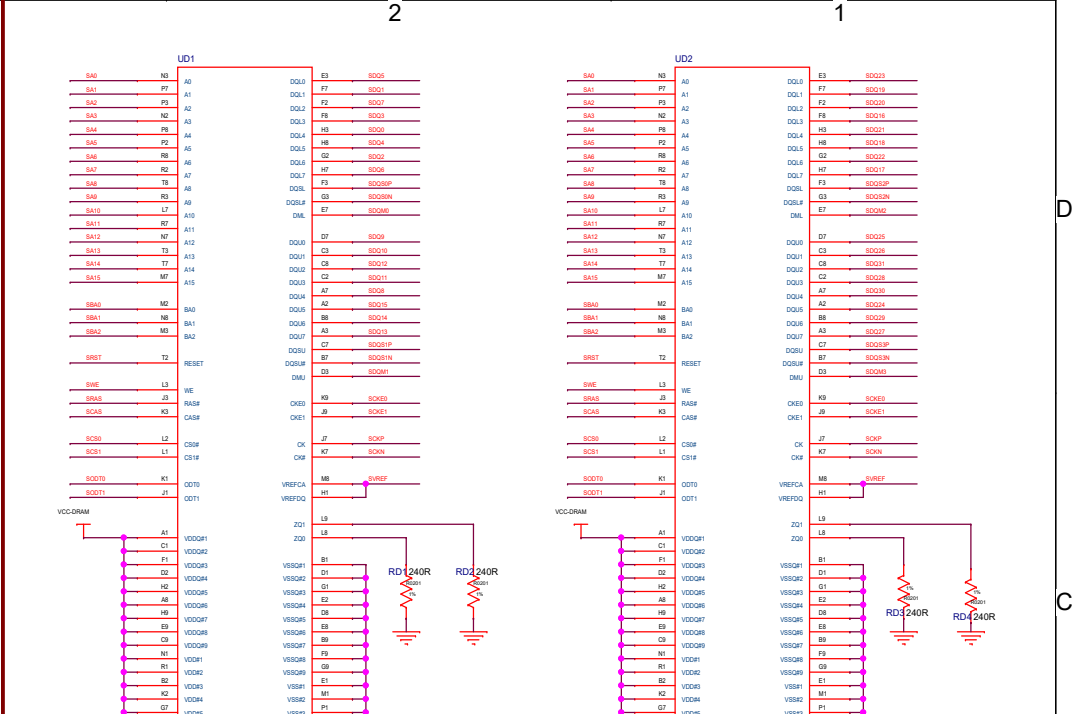 2 1
UD1 UD2
SA0 N3 A0 DQL0 E3 SDQ5 SA0 N3 A0 DQL0 E3 SDQ23
SA1 P7 A1 DQL1 F7 SDQ1 SA1 P7 A1 DQL1 F7 SDQ19
SA2 P3 A2 DQL2 F2 SDQ7 SA2 P3 A2 DQL2 F2 SDQ20
SA3 N2 A3 DQL3 F8 SDQ3 SA3 N2 A3 DQL3 F8 SDQ16
SA4 P8 A4 DQL4 H3 SDQ0 SA4 P8 A4 DQL4 H3 SDQ21
SA5 P2 A5 DQL5 H8 SDQ4 SA5 P2 A5 DQL5 H8 SDQ18
SA6 R8 A6 DQL6 G2 SDQ2 SA6 R8 A6 DQL6 G2 SDQ22
SA7 R2 A7 DQL7 H7 SDQ6 SA7 R2 A7 DQL7 H7 SDQ17
SA8 T8 A8 DQSL F3 SDQS0P SA8 T8 A8 DQSL F3 SDQS2P
SA9 R3 A9 DQSL# G3 SDQS0N SA9 R3 A9 DQSL# G3 SDQS2N
SA10 L7 A10 DML E7 SDQM0 SA10 L7 A10 DML E7 SDQM2 D
SA11 R7 A11 SA11 R7 A11
SA12 N7 A12 DQU0 D7 SDQ9 SA12 N7 A12 DQU0 D7 SDQ25
SA13 T3 A13 DQU1 C3 SDQ10 SA13 T3 A13 DQU1 C3 SDQ26
SA14 T7 A14 DQU2 C8 SDQ12 SA14 T7 A14 DQU2 C8 SDQ31
SA15 M7 A15 DQU3 C2 SDQ11 SA15 M7 A15 DQU3 C2 SDQ28
DQU4 A7 SDQ8 DQU4 A7 SDQ30
SBA0 M2 BA0 DQU5 A2 SDQ15 SBA0 M2 BA0 DQU5 A2 SDQ24
SBA1 N8 BA1 DQU6 B8 SDQ14 SBA1 N8 BA1 DQU6 B8 SDQ29
SBA2 M3 BA2 DQU7 A3 SDQ13 SBA2 M3 BA2 DQU7 A3 SDQ27
DQSU C7 SDQS1P DQSU C7 SDQS3P
SRST T2 RESET DQSU# B7 SDQS1N SRST T2 RESET DQSU# B7 SDQS3N
DMU D3 SDQM1 DMU D3 SDQM3
SWE L3 WE SWE L3 WE
SRAS J3 RAS# CKE0 K9 SCKE0 SRAS J3 RAS# CKE0 K9 SCKE0
SCAS K3 CAS# CKE1 J9 SCKE1 SCAS K3 CAS# CKE1 J9 SCKE1
SCS0 L2 CS0# CK J7 SCKP SCS0 L2 CS0# CK J7 SCKP
SCS1 L1 CS1# CK# K7 SCKN SCS1 L1 CS1# CK# K7 SCKN
SODT0 K1 ODT0 VREFCA M8 SVREF SODT0 K1 ODT0 VREFCA M8 SVREF
SODT1 J1 ODT1 VREFDQ H1 SODT1 J1 ODT1 VREFDQ H1
VCC-DRAM VCC-DRAM
ZQ1 L9 ZQ1 L9
A1 VDDQ#1 ZQ0 L8 A1 VDDQ#1 ZQ0 L8
C1 VDDQ#2 C1 VDDQ#2
F1 VDDQ#3 VSSQ#1 B1 F1 VDDQ#3 VSSQ#1 B1
D2 VDDQ#4 VSSQ#2 D1 RD1 240R RD2 240R D2 VDDQ#4 VSSQ#2 D1
H2 VDDQ#5 VSSQ#3 G1 R0201 R0201 H2 VDDQ#5 VSSQ#3 G1 1% 1%
A8 VDDQ#6 VSSQ#4 E2 1% 1% A8 VDDQ#6 VSSQ#4 E2 R0201 R0201 C
H9 VDDQ#7 VSSQ#5 D8 H9 VDDQ#7 VSSQ#5 D8 RD3 240R RD4 240R
E9 VDDQ#8 VSSQ#6 E8 E9 VDDQ#8 VSSQ#6 E8
C9 VDDQ#9 VSSQ#7 B9 C9 VDDQ#9 VSSQ#7 B9
N1 VDD#1 VSSQ#8 F9 N1 VDD#1 VSSQ#8 F9
R1 VDD#2 VSSQ#9 G9 R1 VDD#2 VSSQ#9 G9
B2 VDD#3 VSS#1 E1 B2 VDD#3 VSS#1 E1
K2 VDD#4 VSS#2 M1 K2 VDD#4 VSS#2 M1
G7 VDD#5 VSS#3 P1 G7 VDD#5 VSS#3 P1